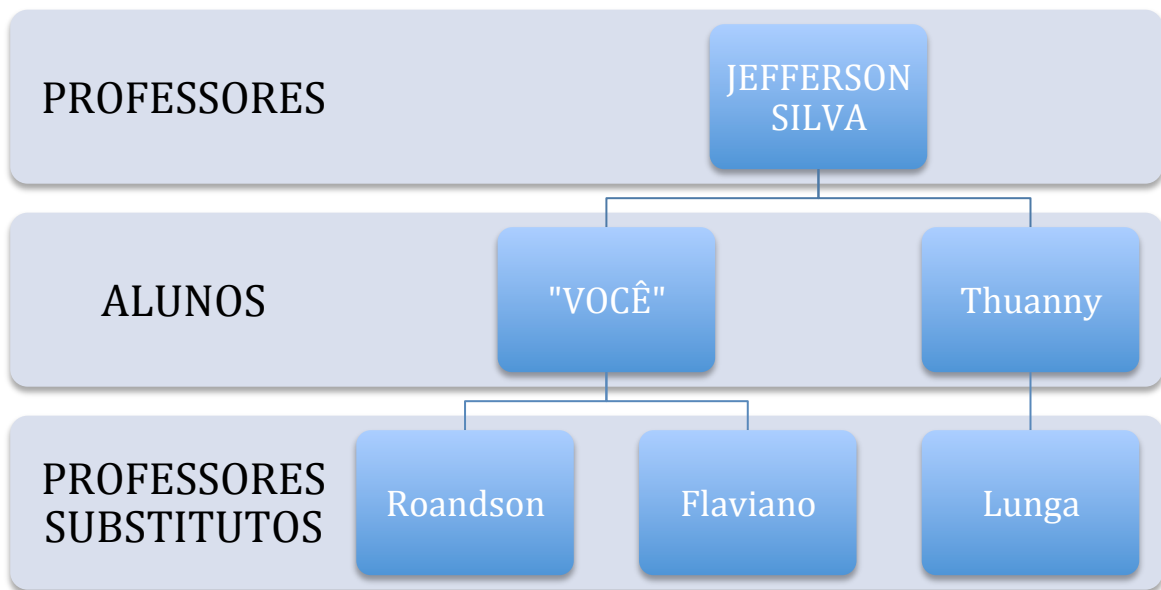 PROFESSORES
JEFFERSON
SILVA
ALUNOS
"VOCÊ"
Thuanny
PROFESSORES
SUBSTITUTOS
Roandson
Flaviano
Lunga